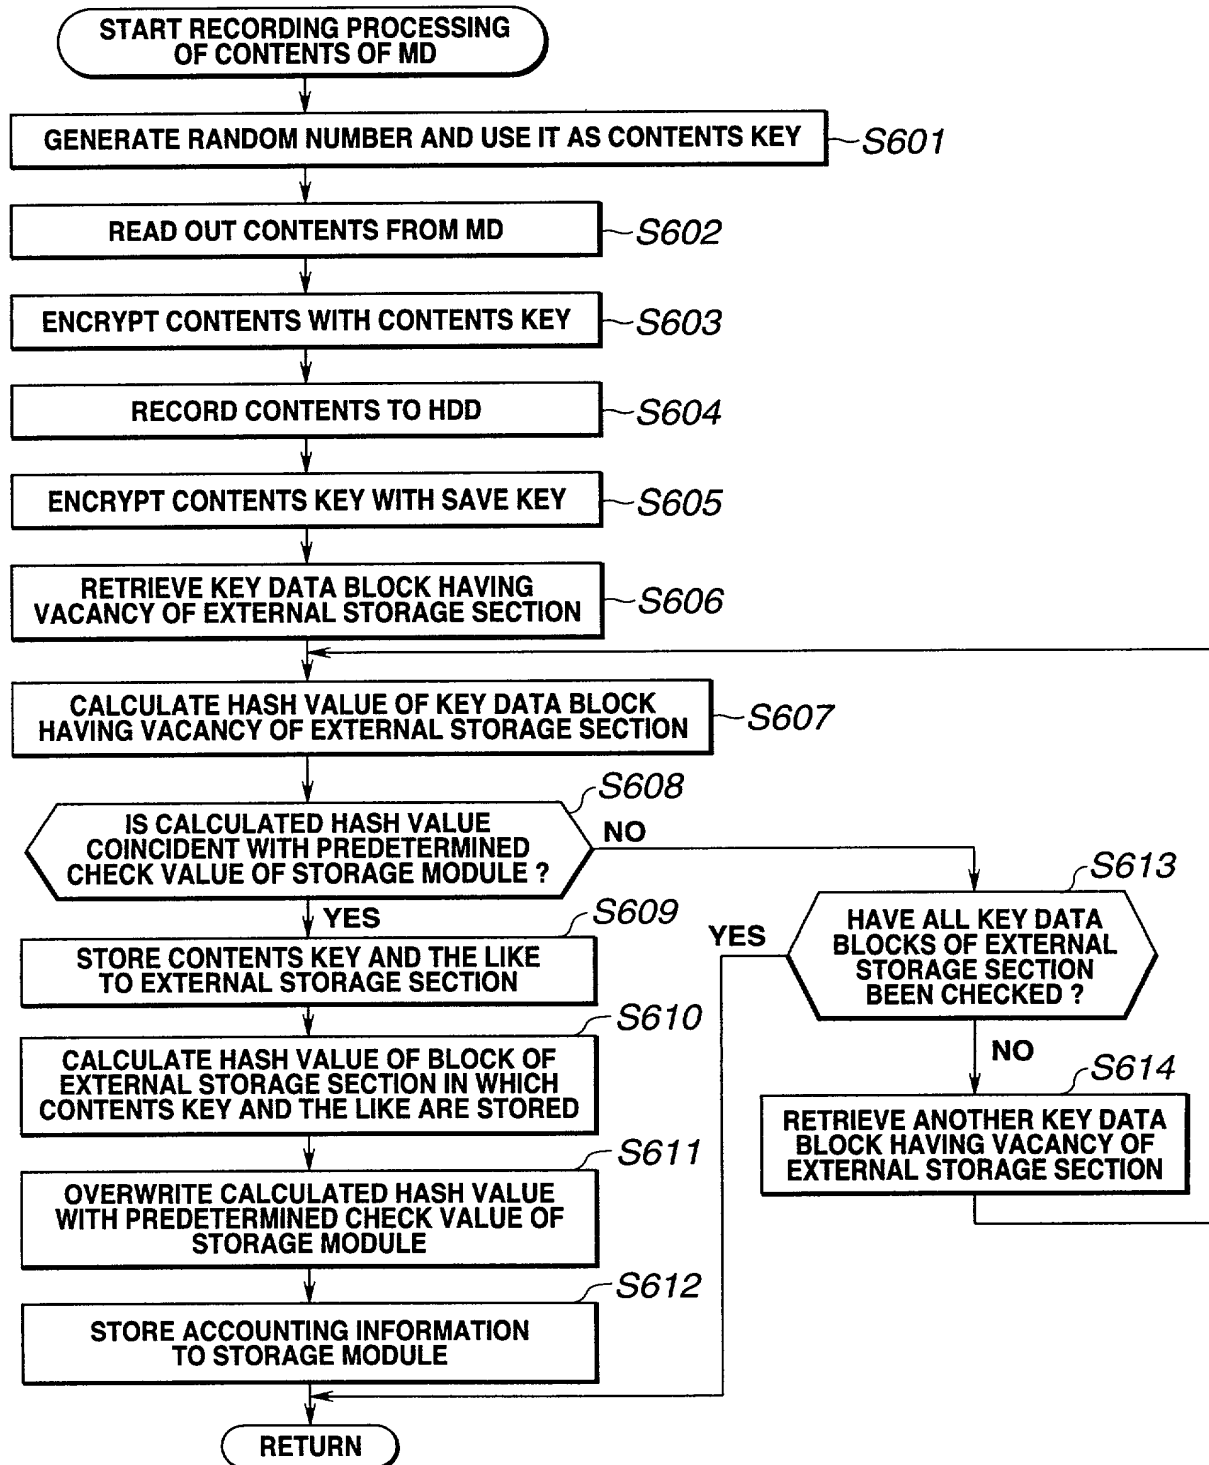 START RECORDING PROCESSING
OF CONTENTS OF MD
GENERATE RANDOM NUMBER AND USE IT AS CONTENTS KEY
S601
READ OUT CONTENTS FROM MD
S602
ENCRYPT CONTENTS WITH CONTENTS KEY
S603
RECORD CONTENTS TO HDD
S604
ENCRYPT CONTENTS KEY WITH SAVE KEY
S605
RETRIEVE KEY DATA BLOCK HAVING
VACANCY OF EXTERNAL STORAGE SECTION
S606
CALCULATE HASH VALUE OF KEY DATA BLOCK
HAVING VACANCY OF EXTERNAL STORAGE SECTION
S607
S608
IS CALCULATED HASH VALUE
COINCIDENT WITH PREDETERMINED
CHECK VALUE OF STORAGE MODULE ?
NO
YES
S613
HAVE ALL KEY DATA
BLOCKS OF EXTERNAL
STORAGE SECTION
BEEN CHECKED ?
YES
NO
S614
RETRIEVE ANOTHER KEY DATA
BLOCK HAVING VACANCY OF
EXTERNAL STORAGE SECTION
S609
STORE CONTENTS KEY AND THE LIKE
TO EXTERNAL STORAGE SECTION
S610
CALCULATE HASH VALUE OF BLOCK OF
EXTERNAL STORAGE SECTION IN WHICH
CONTENTS KEY AND THE LIKE ARE STORED
S611
OVERWRITE CALCULATED HASH VALUE
WITH PREDETERMINED CHECK VALUE OF
STORAGE MODULE
S612
STORE ACCOUNTING INFORMATION
TO STORAGE MODULE
RETURN